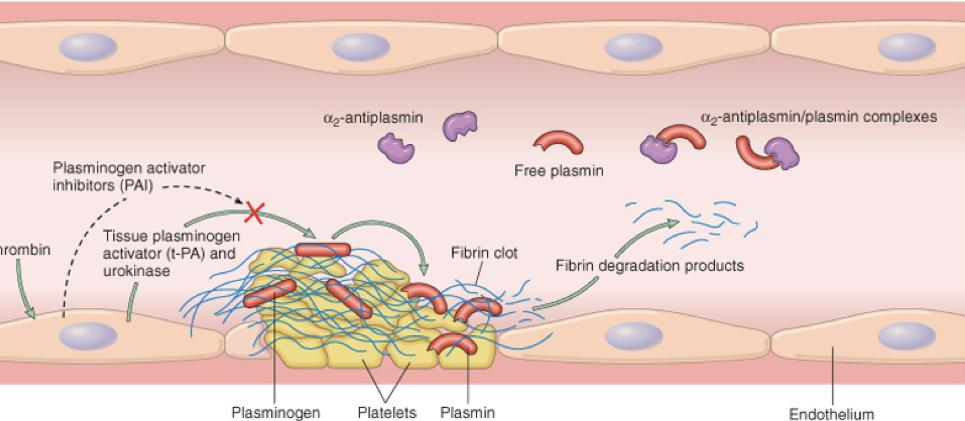 α₂-antiplasmin
α₂-antiplasmin/plasmin complexes
Free plasmin
Plasminogen activator
inhibitors (PAI)
hrombin
Tissue plasminogen
activator (t-PA) and
urokinase
Fibrin clot
Fibrin degradation products
Plasminogen
Platelets
Plasmin
Endothelium